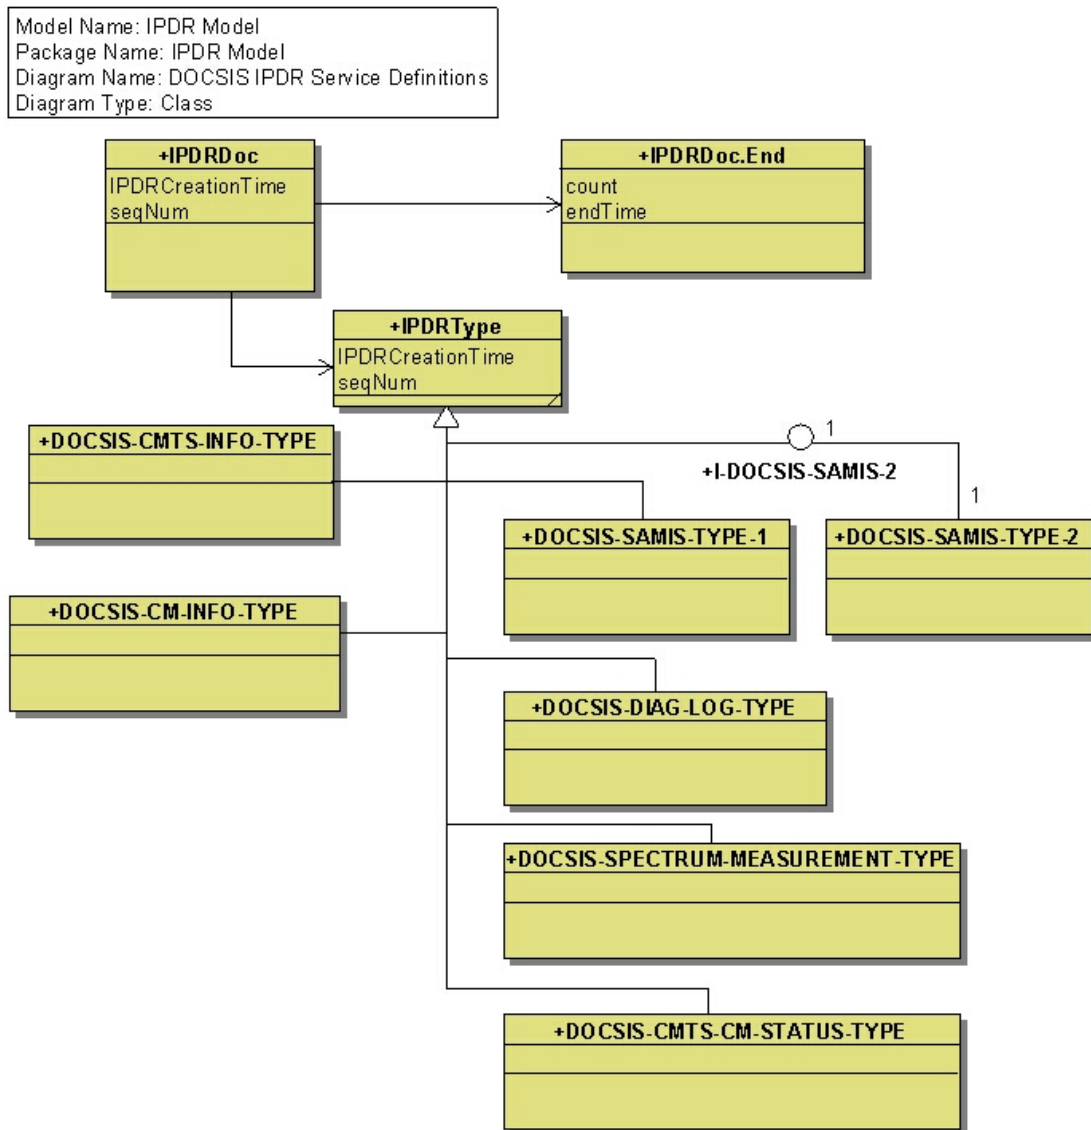 Model Name: IPDR Model
Package Name: IPDR Model
Diagram Name: DOCSIS IPDR Service Definitions
Diagram Type: Class
+IPDRDoc
IPDRCreationTime
seqNum
+IPDRDoc.End
count
endTime
+IPDRType
IPDRCreationTime
seqNum
+DOCSIS-CMTS-INFO-TYPE
1
+I-DOCSIS-SAMIS-2
1
+DOCSIS-SAMIS-TYPE-1
+DOCSIS-SAMIS-TYPE-2
+DOCSIS-CM-INFO-TYPE
+DOCSIS-DIAG-LOG-TYPE
+DOCSIS-SPECTRUM-MEASUREMENT-TYPE
+DOCSIS-CMTS-CM-STATUS-TYPE